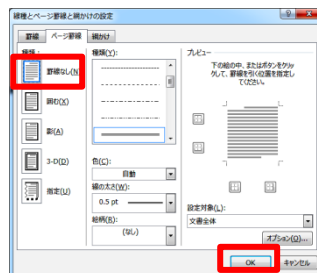 線種とページ罫線と網かけの設定
罫線 ページ罫線 網かけ
種類:
罫線なし(N
囲む(X)
影(A)
3-D(D)
指定(U)
種類(Y):
色(C):
自動
線の太さ(W):
0.5 pt
絵柄(R):
(なし)
プレビュー
下の絵の中、またはボタンをクリッ
クして、罫線を引く位置を指定し
てください。
設定対象(L):
文書全体
オプション(O)...
OK キャンセル